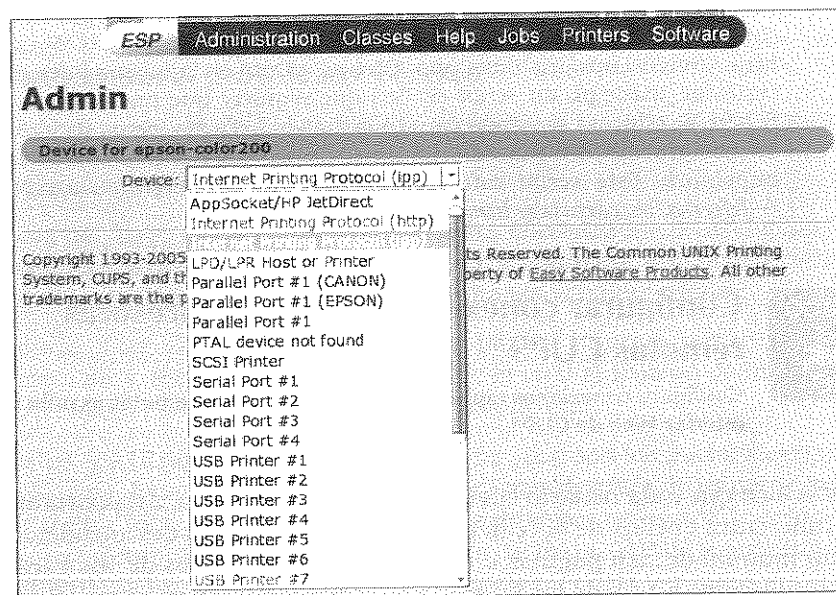 ESP Administration Classes Help Jobs Printers Software
Admin
Device for epson-color200
Device: Internet Printing Protocol (ipp)
AppSocket/HP JetDirect
Internet Printing Protocol (http)
LPD/LPR Host or Printer
Parallel Port #1 (CANON)
Parallel Port #1 (EPSON)
Parallel Port #1
PTAL device not found
SCSI Printer
Serial Port #1
Serial Port #2
Serial Port #3
Serial Port #4
USB Printer #1
USB Printer #2
USB Printer #3
USB Printer #4
USB Printer #5
USB Printer #6
USB Printer #7
Copyright 1993-2005 Reserved. The Common UNIX Printing
System, CUPS, and of Easy Software Products. All other
trademarks are the